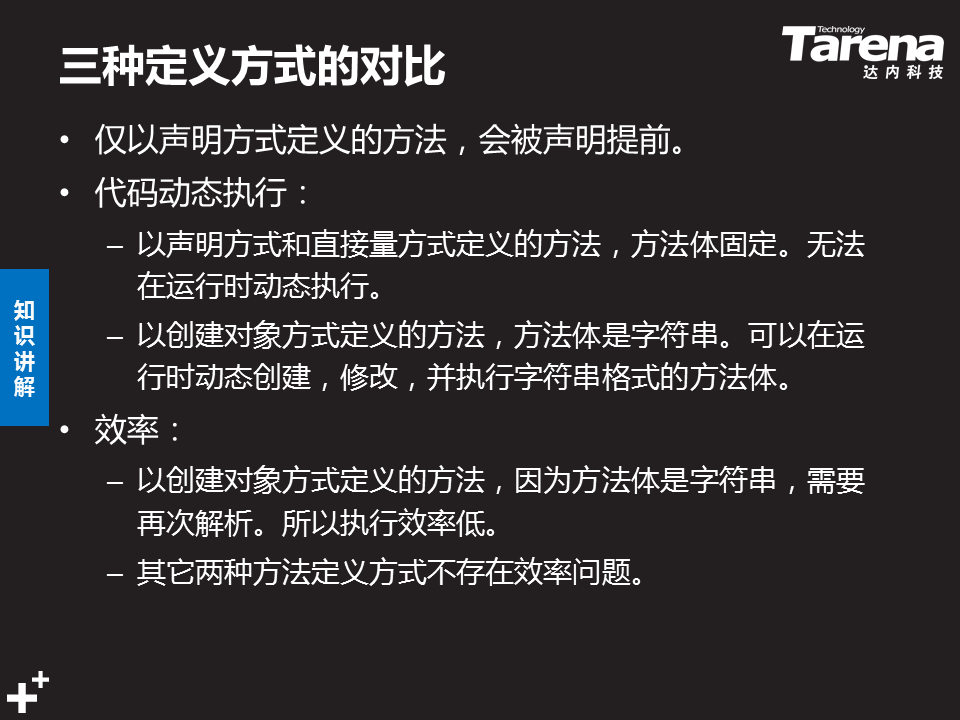 三种定义方式的对比
Technology
Tarena
达内科技
• 仅以声明方式定义的方法，会被声明提前。
• 代码动态执行：
– 以声明方式和直接量方式定义的方法，方法体固定。无法
在运行时动态执行。
– 以创建对象方式定义的方法，方法体是字符串。可以在运
行时动态创建，修改，并执行字符串格式的方法体。
知
识
讲
解
• 效率：
– 以创建对象方式定义的方法，因为方法体是字符串，需要
再次解析。所以执行效率低。
– 其它两种方法定义方式不存在效率问题。